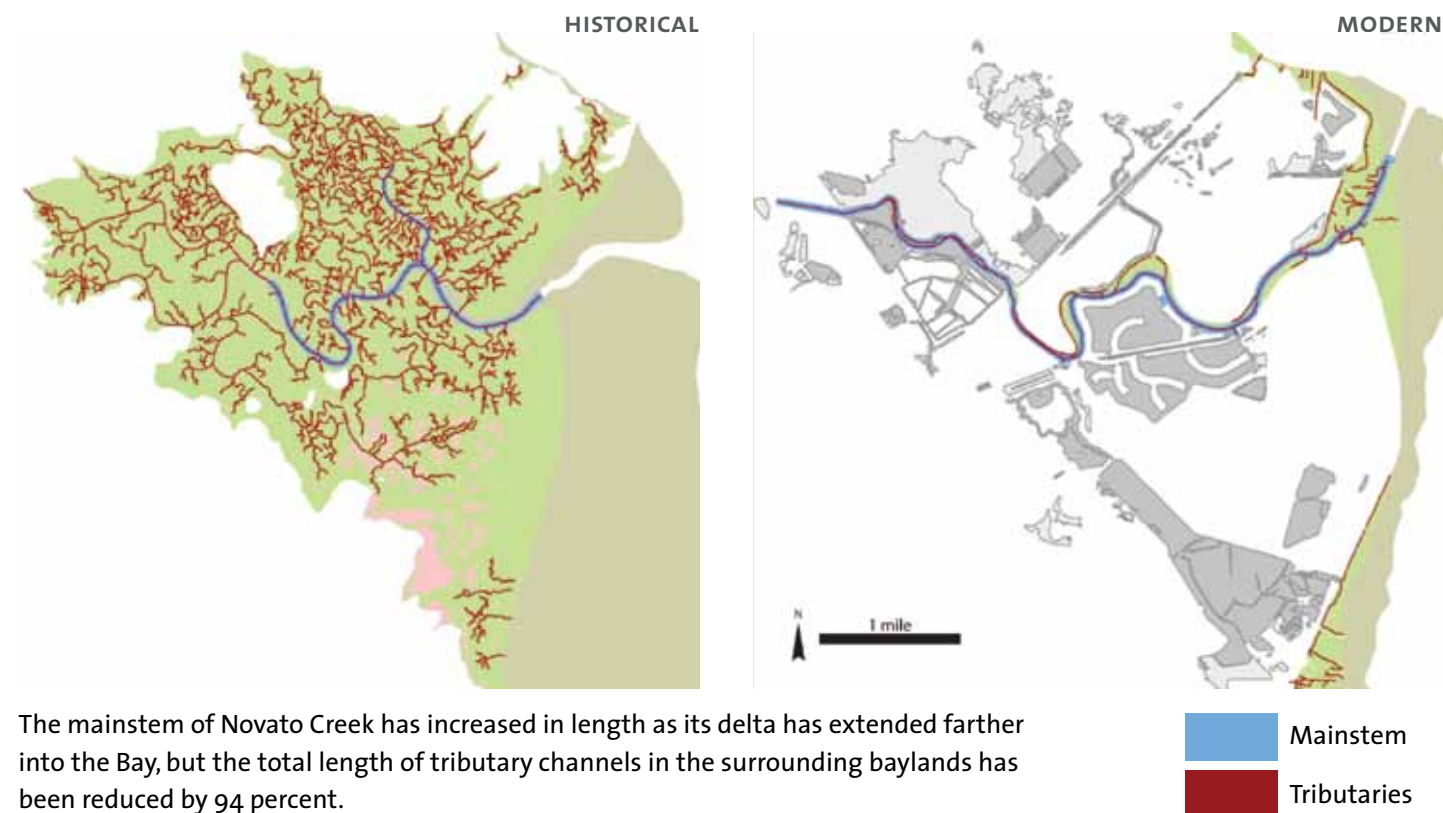 HISTORICAL
MODERN
N
1 mile
The mainstem of Novato Creek has increased in length as its delta has extended farther
into the Bay, but the total length of tributary channels in the surrounding baylands has
been reduced by 94 percent.
Mainstem
Tributaries